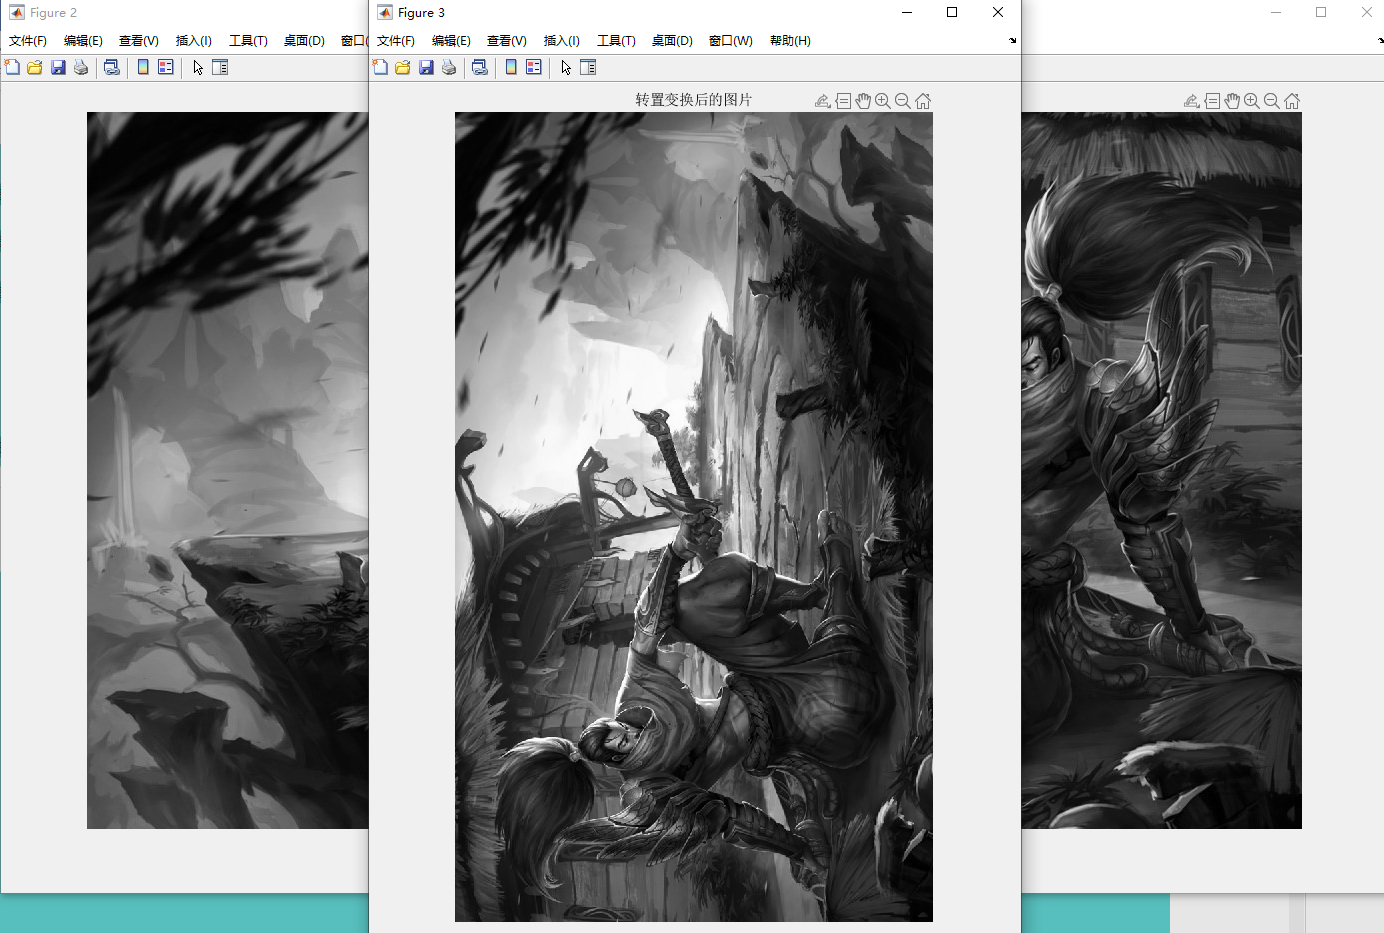 Figure 2
文件(F) 编辑(E) 查看(V) 插入(I) 工具(T) 桌面(D) 窗口(
Figure 3
文件(F) 编辑(E) 查看(V) 插入(I) 工具(T) 桌面(D) 窗口(W) 帮助(H)
转置变换后的图片